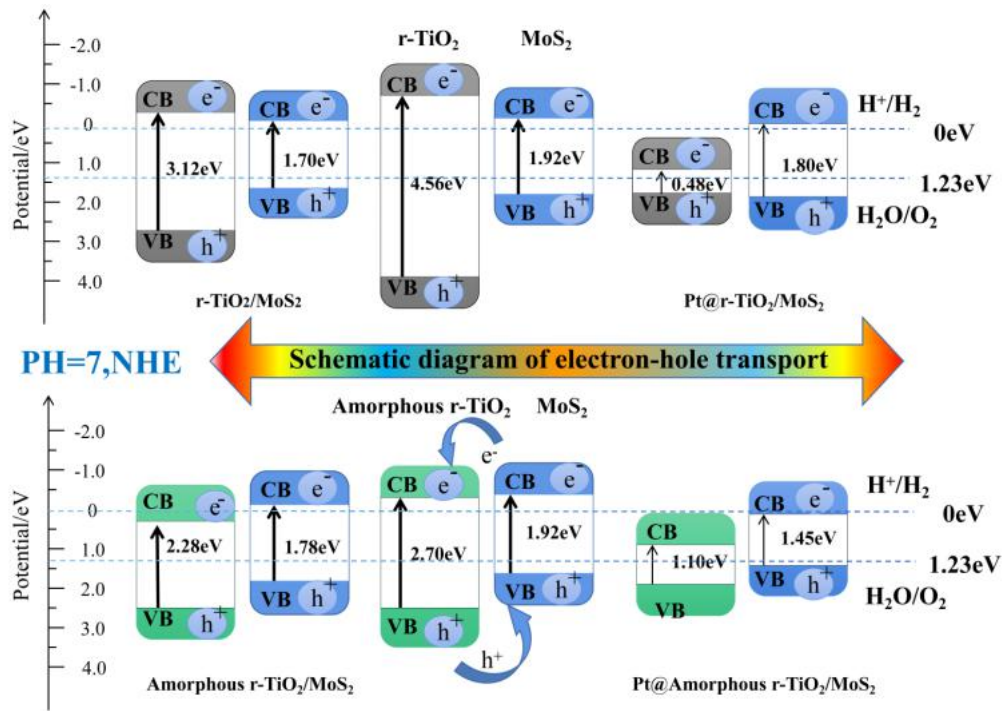 r-TiO₂ MoS₂
-2.0
-1.0
0
1.0
2.0
3.0
4.0
Potential/eV
CB e⁻
3.12eV
VB h⁺
CB e⁻
1.70eV
VB h⁺
r-TiO₂/MoS₂
CB e⁻
4.56eV
VB h⁺
CB e⁻
1.92eV
VB h⁺
CB e⁻
0.48eV
VB h⁺
CB e⁻
1.80eV
VB h⁺
Pt@r-TiO₂/MoS₂
H⁺/H₂
0eV
1.23eV
H₂O/O₂
PH=7,NHE
Schematic diagram of electron-hole transport
Amorphous r-TiO₂ MoS₂
-2.0
-1.0
0
1.0
2.0
3.0
4.0
Potential/eV
CB e⁻
2.28eV
VB h⁺
CB e⁻
1.78eV
VB h⁺
Amorphous r-TiO₂/MoS₂
e⁻
CB e⁻
2.70eV
VB h⁺
h⁺
CB e⁻
1.92eV
VB h⁺
CB
1.10eV
VB
CB e⁻
1.45eV
VB h⁺
Pt@Amorphous r-TiO₂/MoS₂
H⁺/H₂
0eV
1.23eV
H₂O/O₂